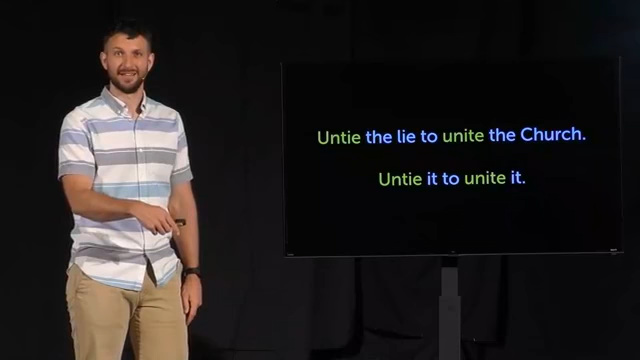 Untie the lie to unite the Church.
Untie it to unite it.